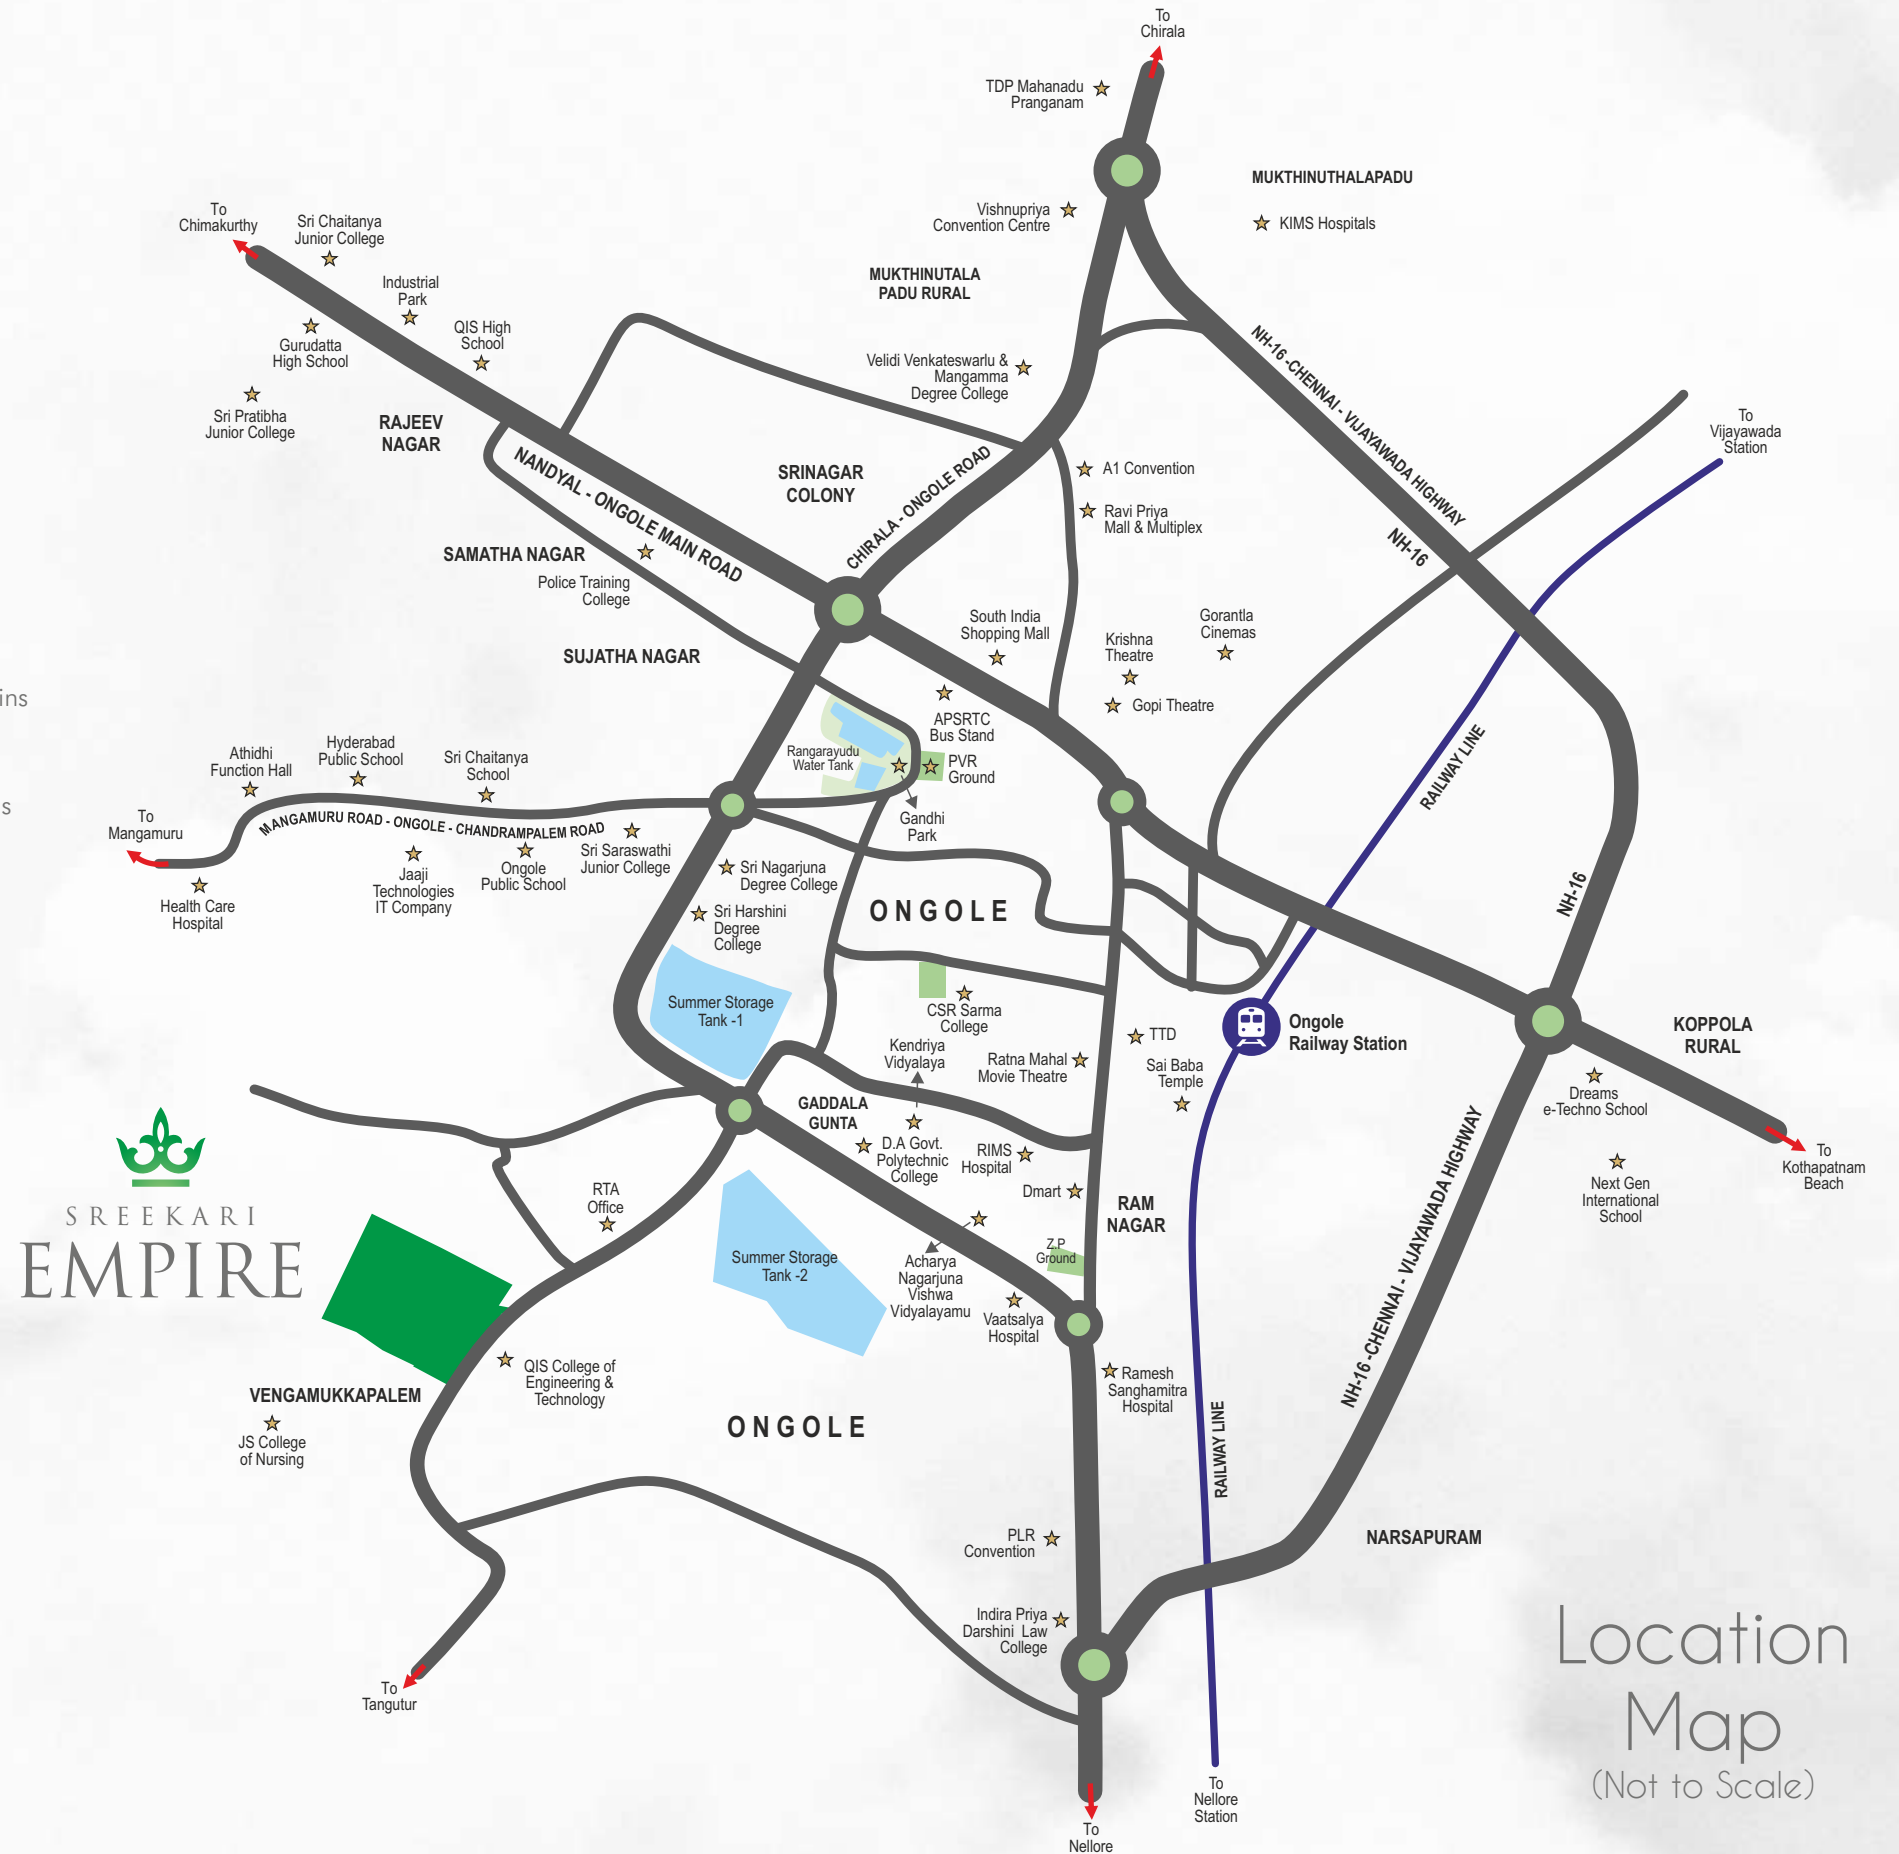 To
Chirala
TDP Mahanadu
Pranganam
MUKTHINUTHALAPADU
KIMS Hospitals
Vishnupriya
Convention Centre
To
Chimakurthy
Sri Chaitanya
Junior College
Industrial
Park
QIS High
School
Gurudatta
High School
Sri Pratibha
Junior College
MUKTHINUTALA
PADU RURAL
Velidi Venkateswarlu &
Mangamma
Degree College
NH-16 -CHENNAI - VIJAYAWADA HIGHWAY
NH-16
To
Vijayawada
Station
RAJEEV
NAGAR
NANDYAL - ONGOLE MAIN ROAD
SRINAGAR
COLONY
CHIRALA - ONGOLE ROAD
A1 Convention
Ravi Priya
Mall & Multiplex
SAMATHA NAGAR
Police Training
College
SUJATHA NAGAR
South India
Shopping Mall
Krishna
Theatre
Gorantla
Cinemas
Gopi Theatre
APSRTC
Bus Stand
ins
s
Rangarayudu
Water Tank
PVR
Ground
Gandhi
Park
RAILWAY LINE
Athidhi
Function Hall
Hyderabad
Public School
Sri Chaitanya
School
To
Mangamuru
MANGAMURU ROAD - ONGOLE - CHANDRAMPALEM ROAD
Health Care
Hospital
Jaaji
Technologies
IT Company
Ongole
Public School
Sri Saraswathi
Junior College
Sri Nagarjuna
Degree College
Sri Harshini
Degree
College
ONGOLE
NH-16
Summer Storage
Tank -1
CSR Sarma
College
Kendriya
Vidyalaya
Ratna Mahal
Movie Theatre
TTD
Sai Baba
Temple
Ongole
Railway Station
KOPPOLA
RURAL
Dreams
e-Techno School
Next Gen
International
School
To
Kothapatnam
Beach
GADDALA
GUNTA
D.A Govt.
Polytechnic
College
RIMS
Hospital
Dmart
RAM
NAGAR
Z.P
Ground
NH-16 -CHENNAI - VIJAYAWADA HIGHWAY
SREEKARI
EMPIRE
RTA
Office
Summer Storage
Tank -2
Acharya
Nagarjuna
Vishwa
Vidyalayamu
Vaatsalya
Hospital
Ramesh
Sanghamitra
Hospital
QIS College of
Engineering &
Technology
VENGAMUKKAPALEM
JS College
of Nursing
ONGOLE
RAILWAY LINE
PLR
Convention
NARSAPURAM
Indira Priya
Darshini Law
College
To
Tangutur
To
Nellore
Station
To
Nellore
Location
Map
(Not to Scale)